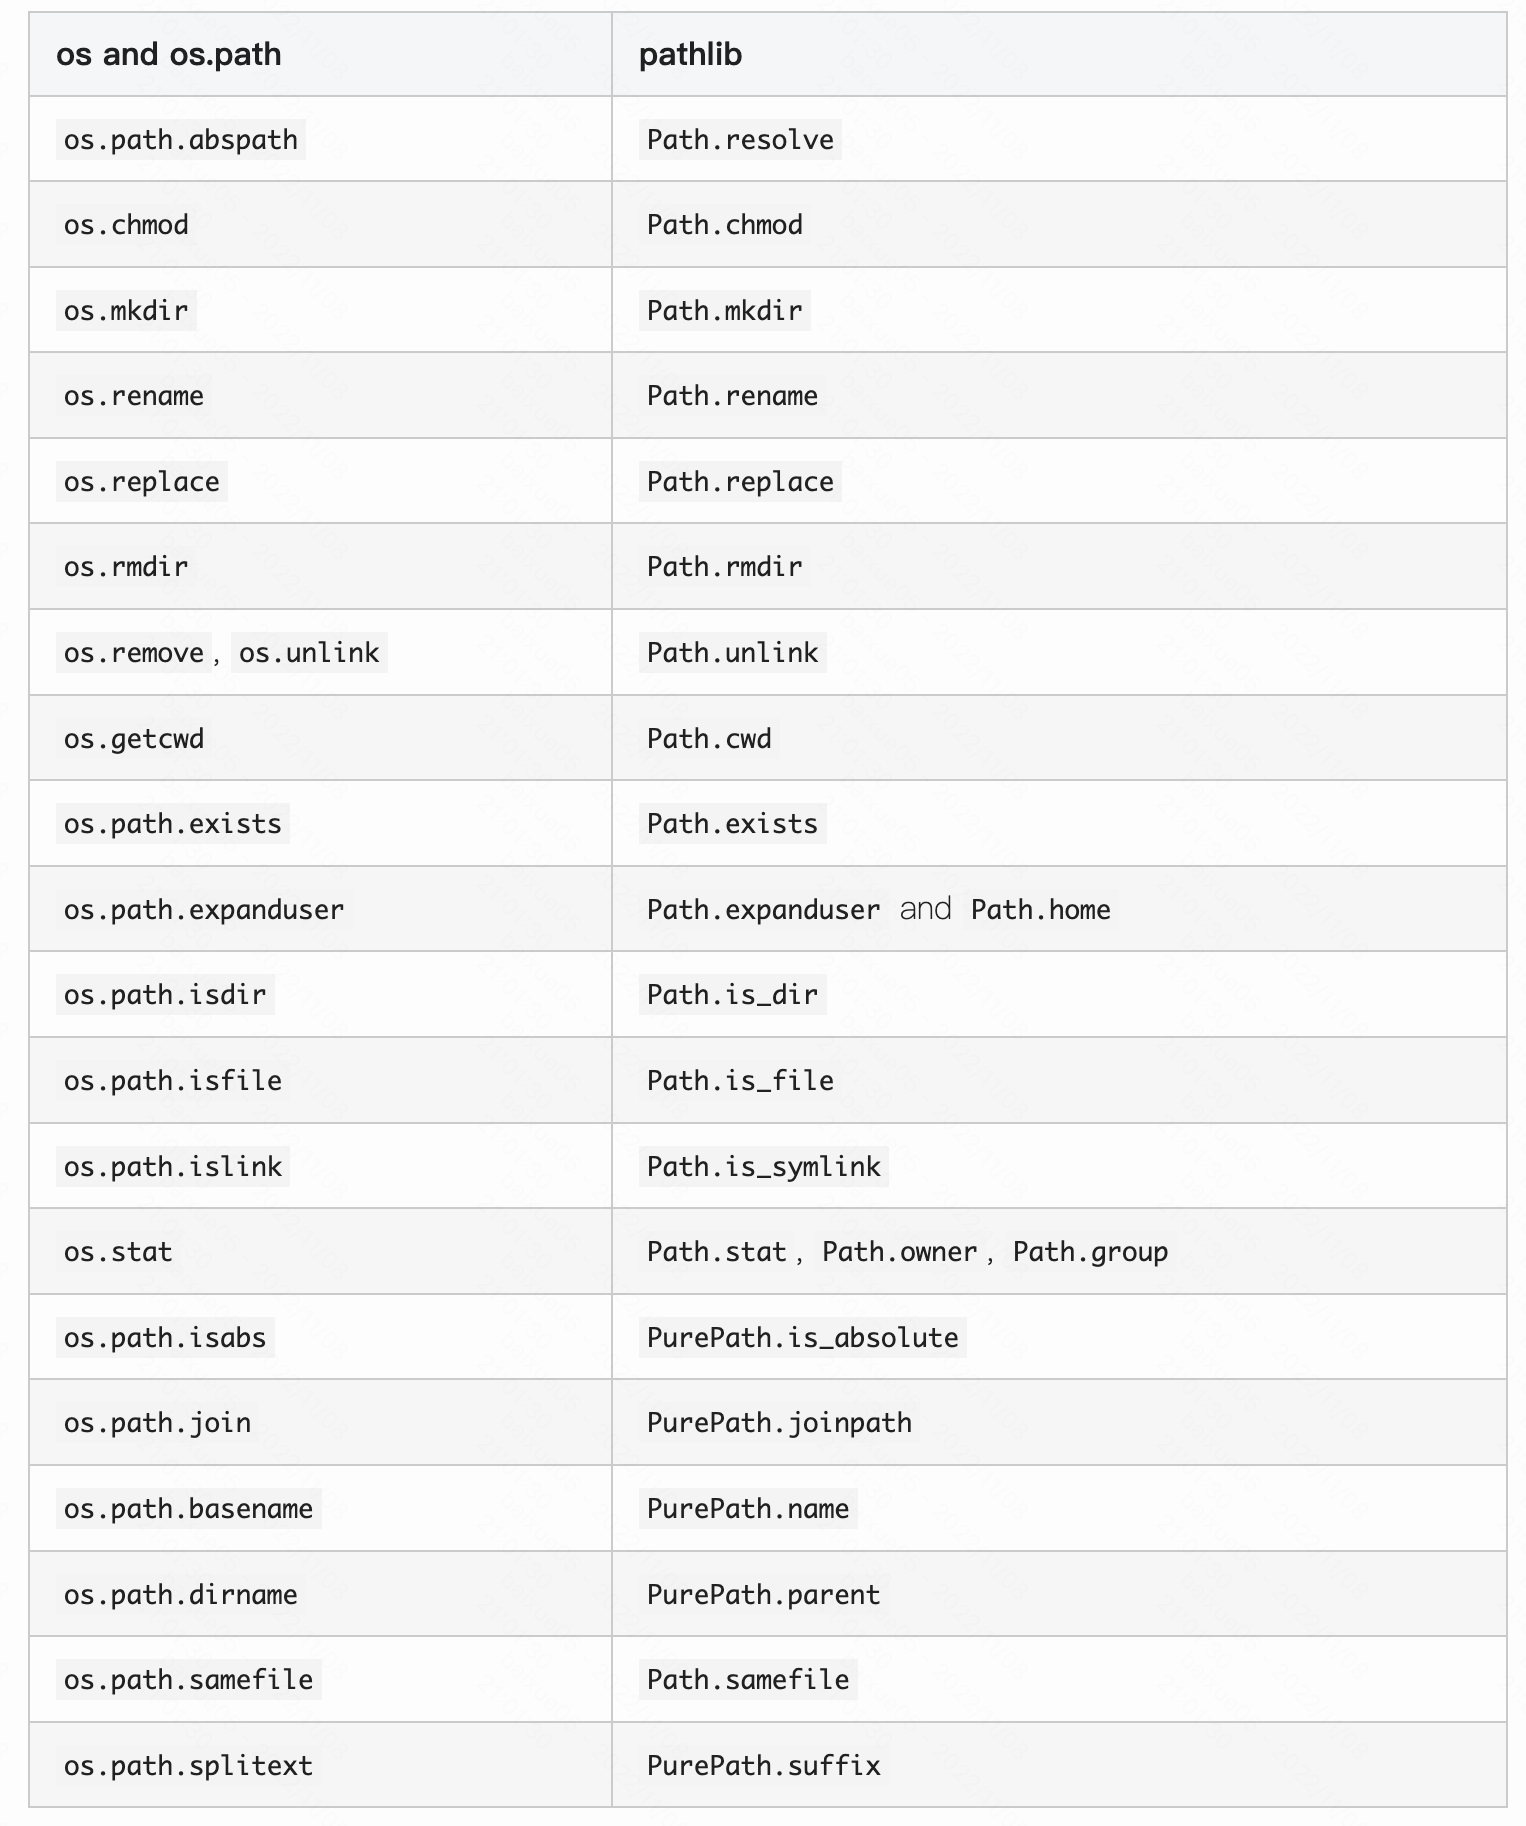 os and os.path pathlib
os.path.abspath Path.resolve
os.chmod Path.chmod
os.mkdir Path.mkdir
os.rename Path.rename
os.replace Path.replace
os.rmdir Path.rmdir
os.remove, os.unlink Path.unlink
os.getcwd Path.cwd
os.path.exists Path.exists
os.path.expanduser Path.expanduser and Path.home
os.path.isdir Path.is_dir
os.path.isfile Path.is_file
os.path.islink Path.is_symlink
os.stat Path.stat, Path.owner, Path.group
os.path.isabs PurePath.is_absolute
os.path.join PurePath.joinpath
os.path.basename PurePath.name
os.path.dirname PurePath.parent
os.path.samefile Path.samefile
os.path.splitext PurePath.suffix